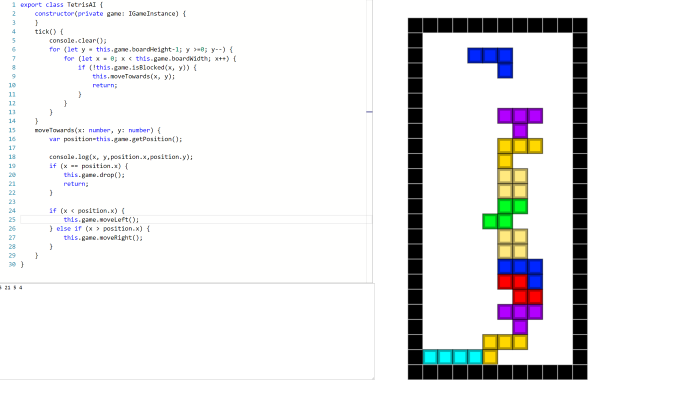 1 export class TetrisAI {
2 constructor(private game: IGameInstance) {
3 }
4 tick() {
5 console.clear();
6 for (let y = this.game.boardHeight-1; y >=0; y--) {
7 for (let x = 0; x < this.game.boardWidth; x++) {
8 if (!this.game.isBlocked(x, y)) {
9 this.moveTowards(x, y);
10 return;
11 }
12 }
13 }
14 }
15 moveTowards(x: number, y: number) {
16 var position=this.game.getPosition();
17
18 console.log(x, y,position.x,position.y);
19 if (x == position.x) {
20 this.game.drop();
21 return;
22 }
23
24 if (x < position.x) {
25 this.game.moveLeft();
26 } else if (x > position.x) {
27 this.game.moveRight();
28 }
29 }
30 }
21 5 4